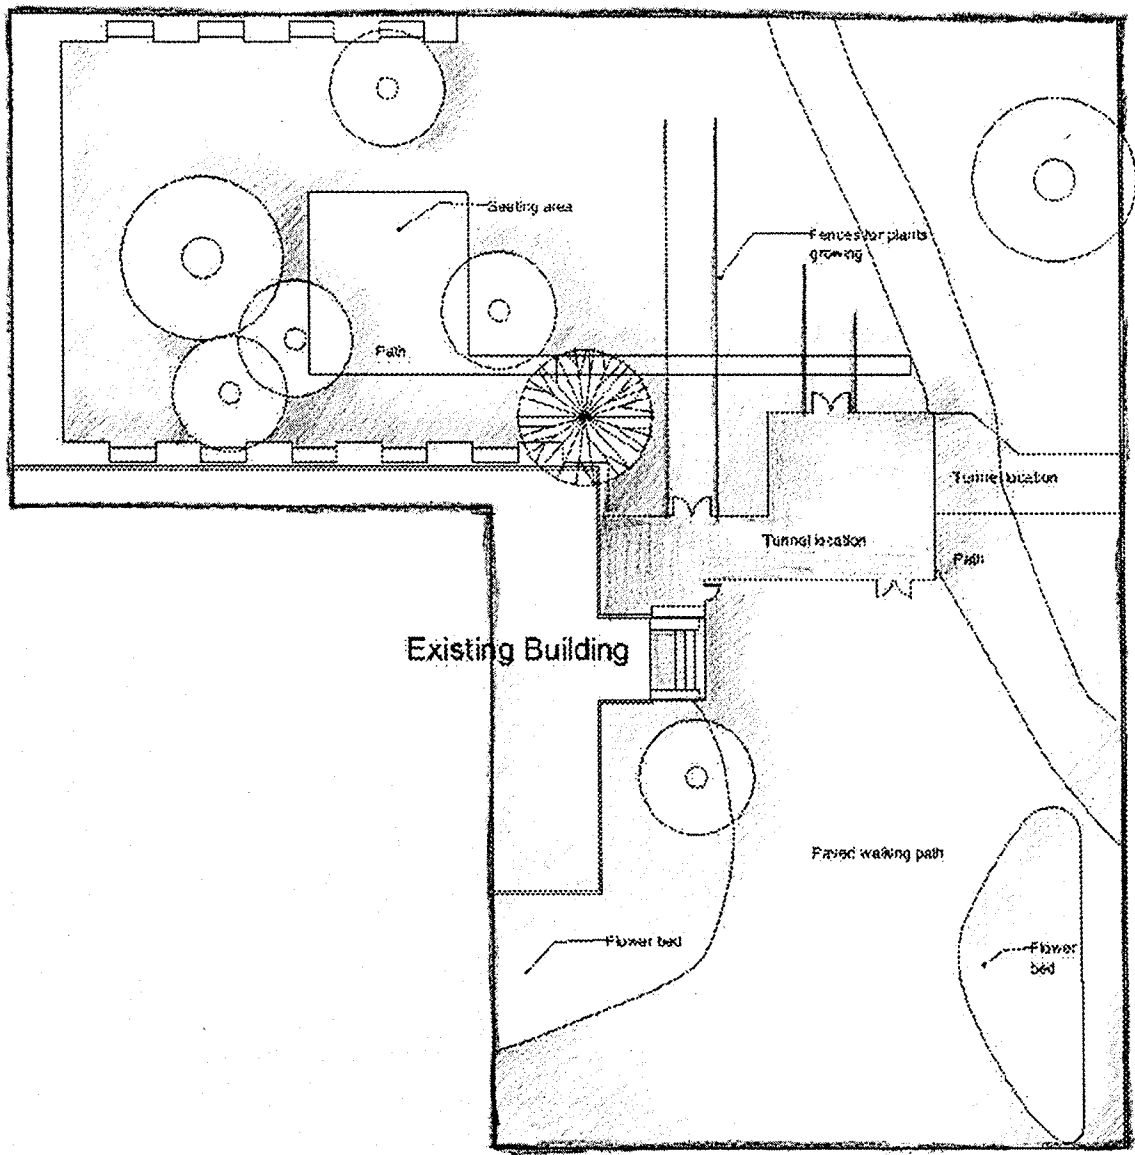 Seating area
Fences for plants
growing
Path
Tunnel location
Tunnel location
Path
Existing Building
Paved walking path
Flower bed
Flower
bed